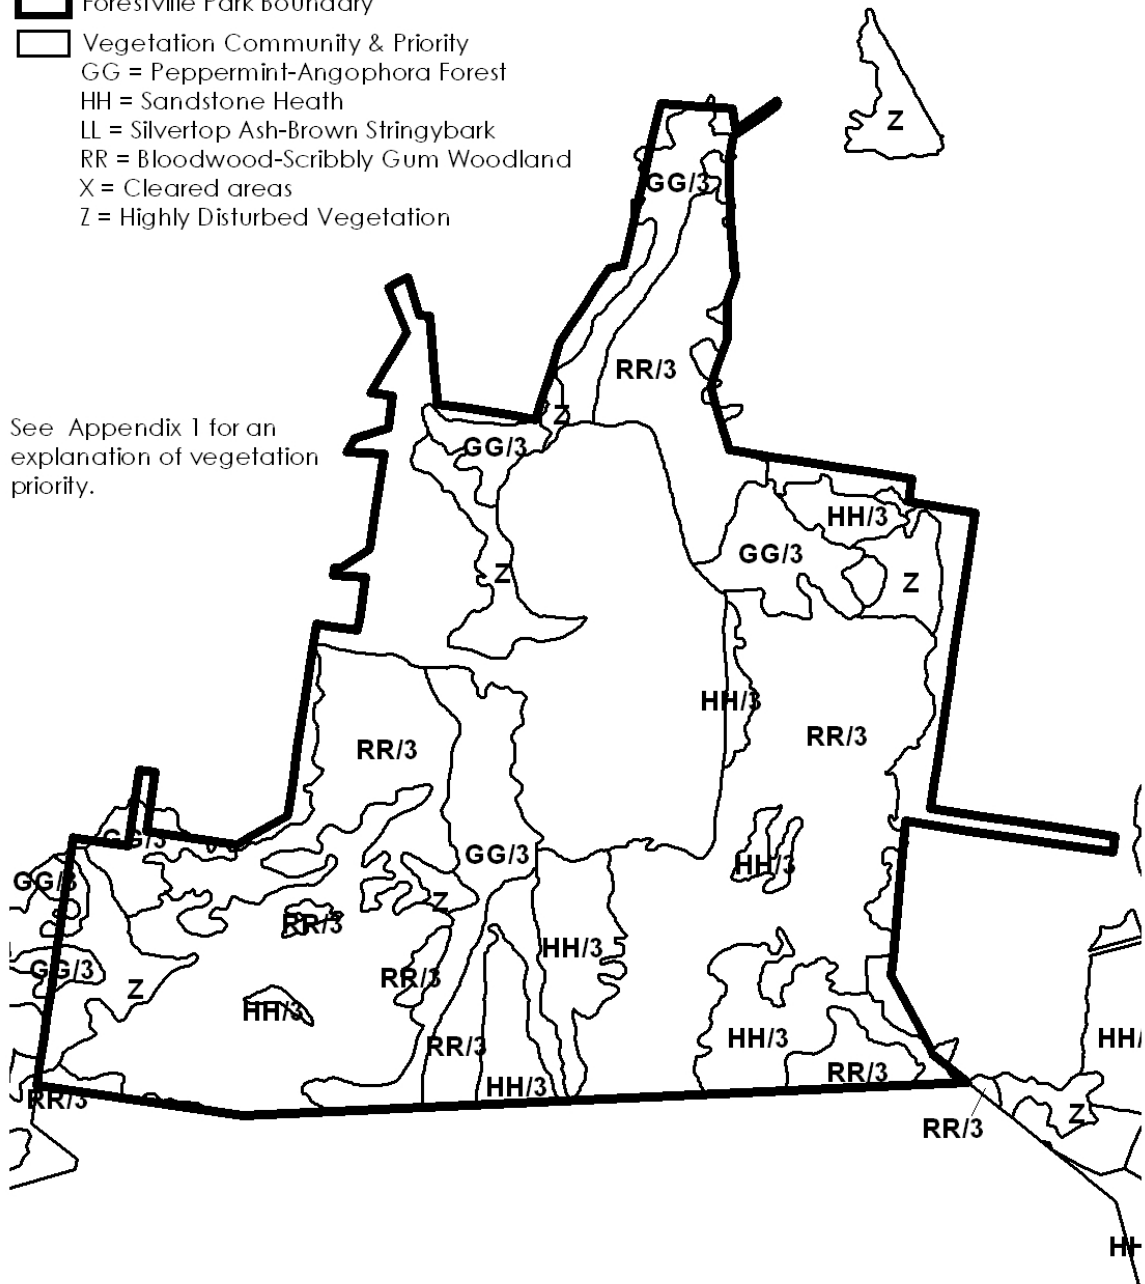 Forestville Park Boundary
Vegetation Community & Priority
GG = Peppermint-Angophora Forest
HH = Sandstone Heath
LL = Silvertop Ash-Brown Stringybark
RR = Bloodwood-Scribbly Gum Woodland
X = Cleared areas
Z = Highly Disturbed Vegetation
Z
GG/3
RR/3
See Appendix 1 for an
explanation of vegetation
priority.
Z
GG/3
HH/3
GG/3
Z
Z
HH/3
RR/3
RR/3
GG/3
GG/3
HH/3
GG/3
Z
RR/3
HH/3
GG/3
RR/3
Z
HH/3
HH/3
HH/
RR/3
RR/3
HH/3
RR/3
Z
RR/3
HH